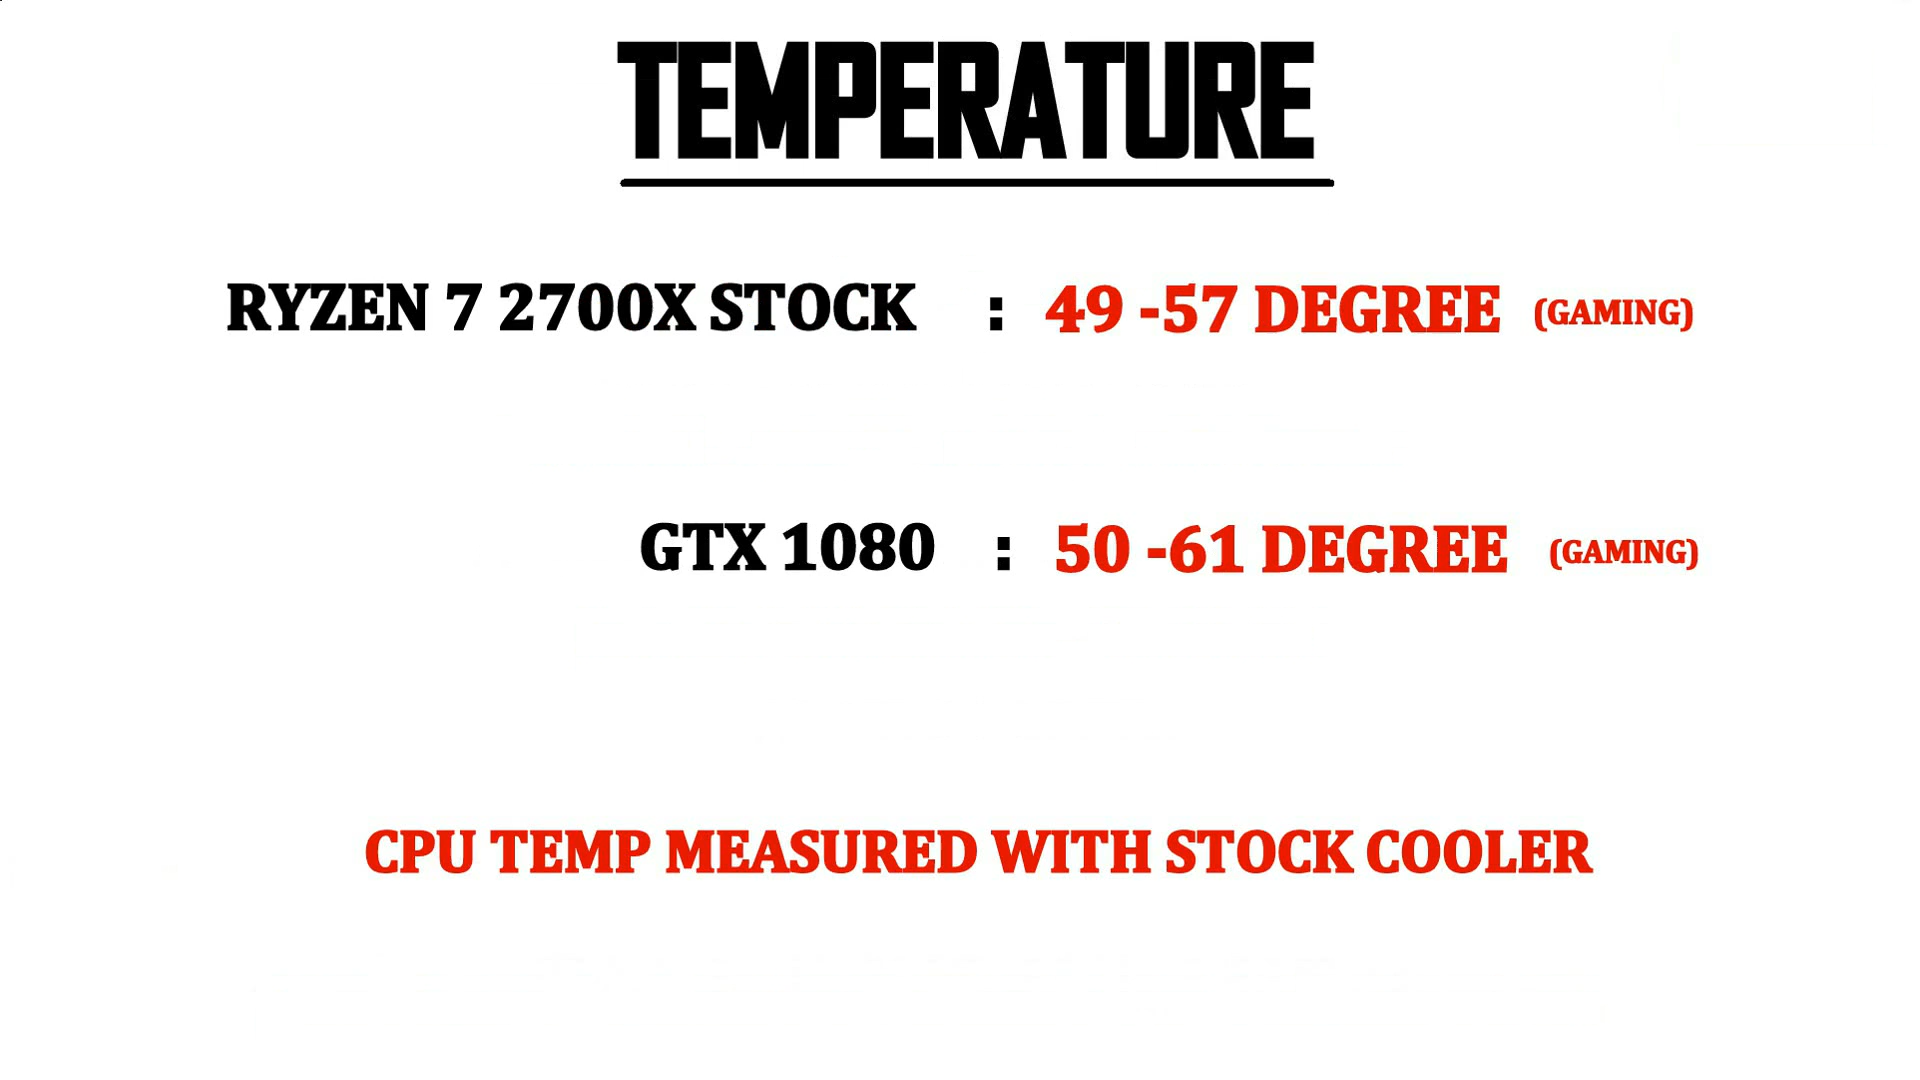 TEMPERATURE
RYZEN 7 2700X STOCK : 49 -57 DEGREE (GAMING)
GTX 1080 : 50 -61 DEGREE (GAMING)
CPU TEMP MEASURED WITH STOCK COOLER